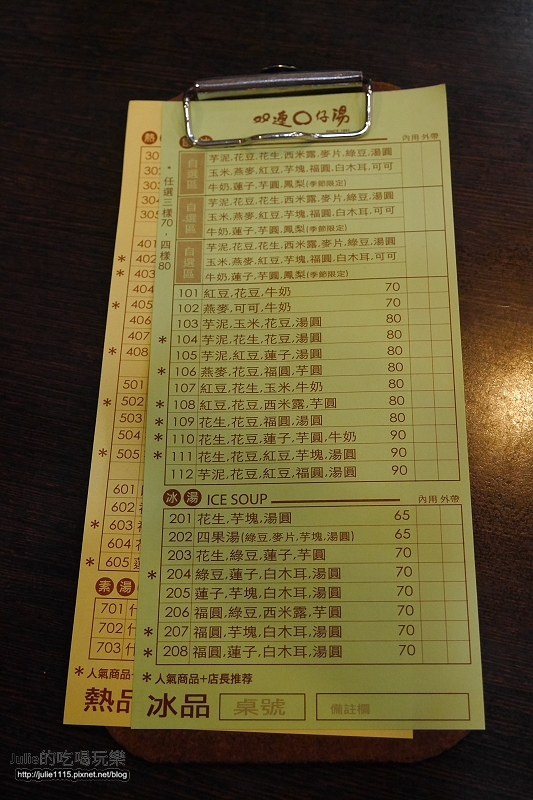 双連〇仔湯
內用 外帶
*任選三樣70,四樣80
自選區
芋泥,花豆,花生,西米露,麥片,綠豆,湯圓
玉米,燕麥,紅豆,芋塊,福圓,白木耳,可可
牛奶,蓮子,芋圓,鳳梨(季節限定)
自選區
芋泥,花豆,花生,西米露,麥片,綠豆,湯圓
玉米,燕麥,紅豆,芋塊,福圓,白木耳,可可
牛奶,蓮子,芋圓,鳳梨(季節限定)
自選區
芋泥,花豆,花生,西米露,麥片,綠豆,湯圓
玉米,燕麥,紅豆,芋塊,福圓,白木耳,可可
牛奶,蓮子,芋圓,鳳梨(季節限定)
101 紅豆,花豆,牛奶 70
102 燕麥,可可,牛奶 70
103 芋泥,玉米,花豆,湯圓 80
*104 芋泥,花生,花豆,湯圓 80
105 芋泥,紅豆,蓮子,湯圓 80
*106 燕麥,花豆,福圓,芋圓 80
107 紅豆,花生,玉米,牛奶 80
*108 紅豆,花豆,西米露,芋圓 80
*109 花生,花豆,福圓,湯圓 80
*110 花生,花豆,蓮子,芋圓,牛奶 90
*111 花生,花豆,紅豆,芋塊,湯圓 90
112 芋泥,花豆,紅豆,福圓,湯圓 90
冰湯 ICE SOUP 內用 外帶
201 花生,芋塊,湯圓 65
202 四果湯(綠豆,麥片,芋塊,湯圓) 65
203 花生,綠豆,蓮子,芋圓 70
*204 綠豆,蓮子,白木耳,湯圓 70
205 蓮子,芋塊,白木耳,湯圓 70
206 福圓,綠豆,西米露,芋圓 70
*207 福圓,芋塊,白木耳,湯圓 70
*208 福圓,蓮子,白木耳,湯圓 70
*人氣商品+店長推荐
冰品 桌號 備註欄
熱
305
401
*402
*403
404
*405
406
407
*408
501
*502
503
504
*505
601
602
*603
604
*605
素湯
701 什
702 什
703 什
*人氣商品+
熱品
Julia的吃喝玩樂
http://julie1115.pixnet.net/blog